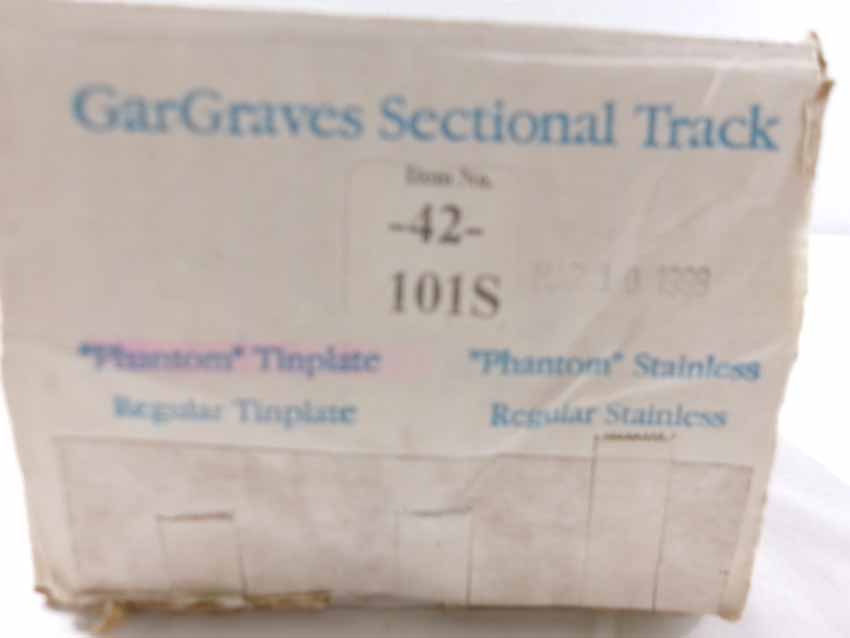 GarGraves Sectional Track
Item No.
-42-
101S
"Phantom" Tinplate
"Phantom" Stainless
Regular Tinplate
Regular Stainless